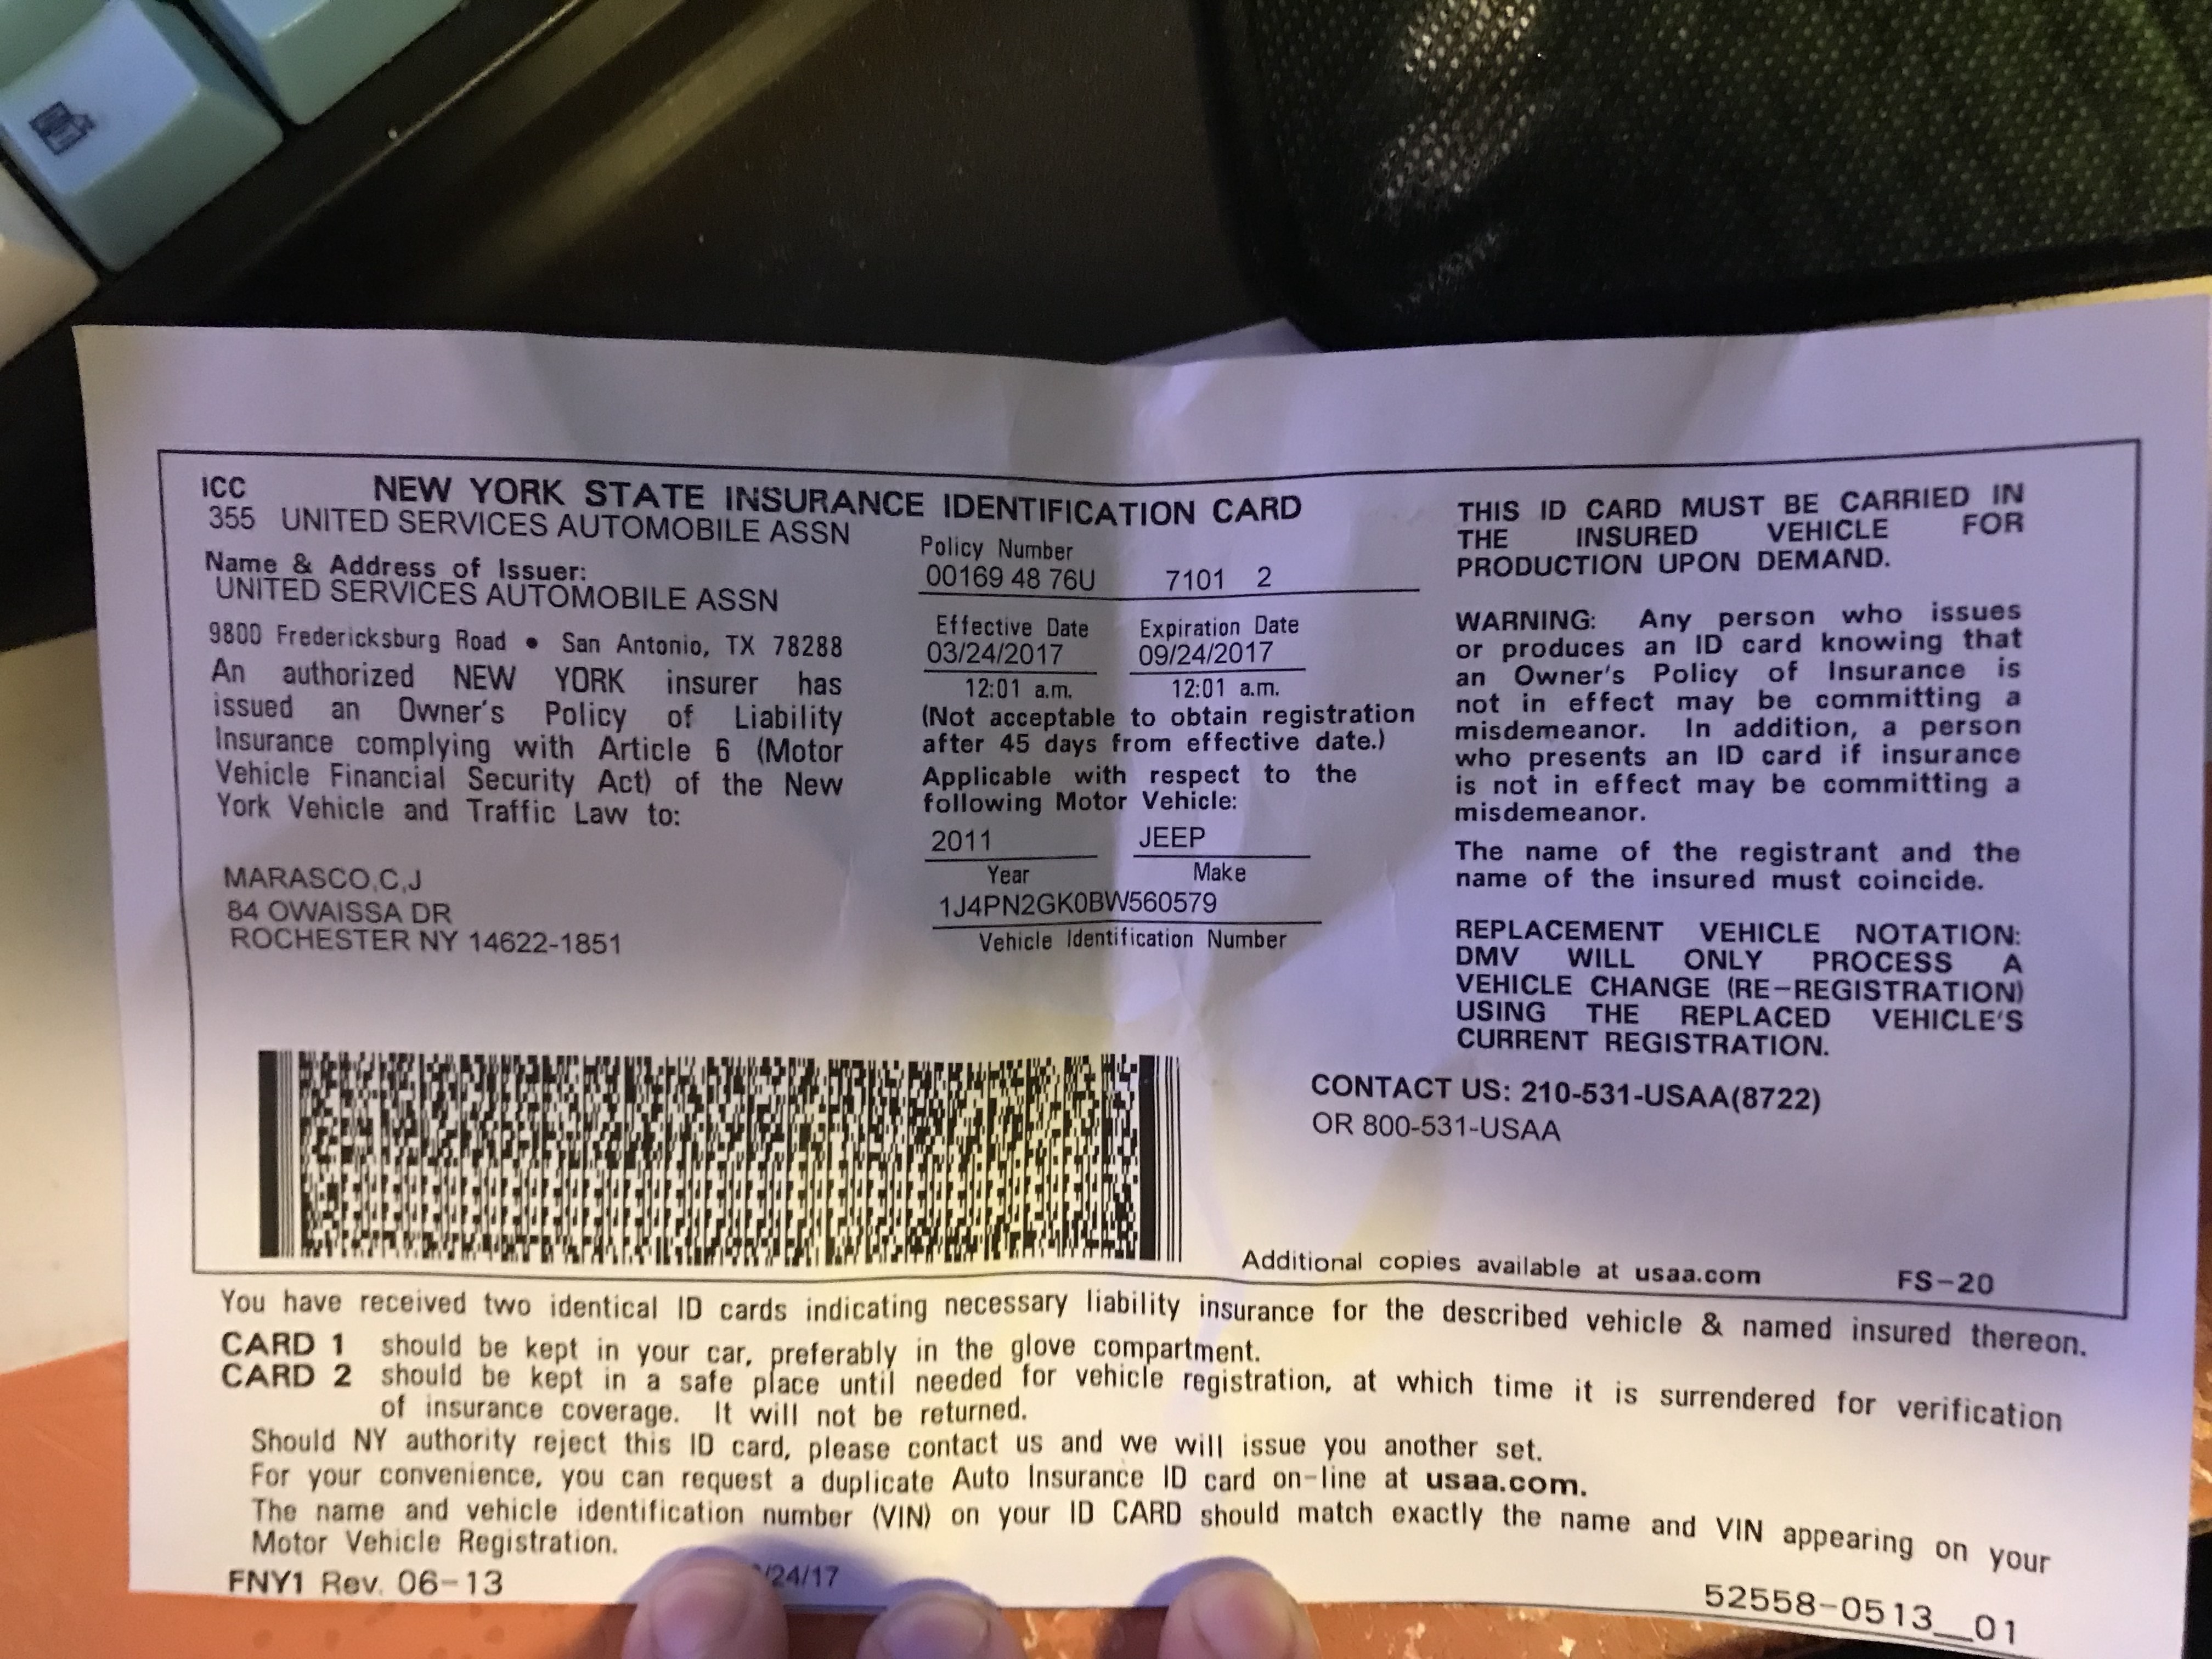 NEW YORK STATE INSURANCE IDENTIFICATION CARD
ICC
355 UNITED SERVICES AUTOMOBILE ASSN
Name & Address of Issuer:
UNITED SERVICES AUTOMOBILE ASSN
9800 Fredericksburg Road • San Antonio, TX 78288
An authorized NEW YORK insurer has
issued an Owner's Policy of Liability
Insurance complying with Article 6 (Motor
Vehicle Financial Security Act) of the New
York Vehicle and Traffic Law to:
MARASCO,C,J
84 OWAISSA DR
ROCHESTER NY 14622-1851
Policy Number
00169 48 76U 7101 2
Effective Date Expiration Date
03/24/2017 09/24/2017
12:01 a.m. 12:01 a.m.
(Not acceptable to obtain registration
after 45 days from effective date.)
Applicable with respect to the
following Motor Vehicle:
2011 JEEP
Year Make
1J4PN2GK0BW560579
Vehicle Identification Number
THIS ID CARD MUST BE CARRIED IN
THE INSURED VEHICLE FOR
PRODUCTION UPON DEMAND.
WARNING: Any person who issues
or produces an ID card knowing that
an Owner's Policy of Insurance is
not in effect may be committing a
misdemeanor. In addition, a person
who presents an ID card if insurance
is not in effect may be committing a
misdemeanor.
The name of the registrant and the
name of the insured must coincide.
REPLACEMENT VEHICLE NOTATION:
DMV WILL ONLY PROCESS A
VEHICLE CHANGE (RE-REGISTRATION)
USING THE REPLACED VEHICLE'S
CURRENT REGISTRATION.
CONTACT US: 210-531-USAA(8722)
OR 800-531-USAA
Additional copies available at usaa.com FS-20
You have received two identical ID cards indicating necessary liability insurance for the described vehicle & named insured thereon.
CARD 1 should be kept in your car, preferably in the glove compartment.
CARD 2 should be kept in a safe place until needed for vehicle registration, at which time it is surrendered for verification
of insurance coverage. It will not be returned.
Should NY authority reject this ID card, please contact us and we will issue you another set.
For your convenience, you can request a duplicate Auto Insurance ID card on-line at usaa.com.
The name and vehicle identification number (VIN) on your ID CARD should match exactly the name and VIN appearing on your
Motor Vehicle Registration.
FNY1 Rev. 06-13 /24/17 52558-0513__01